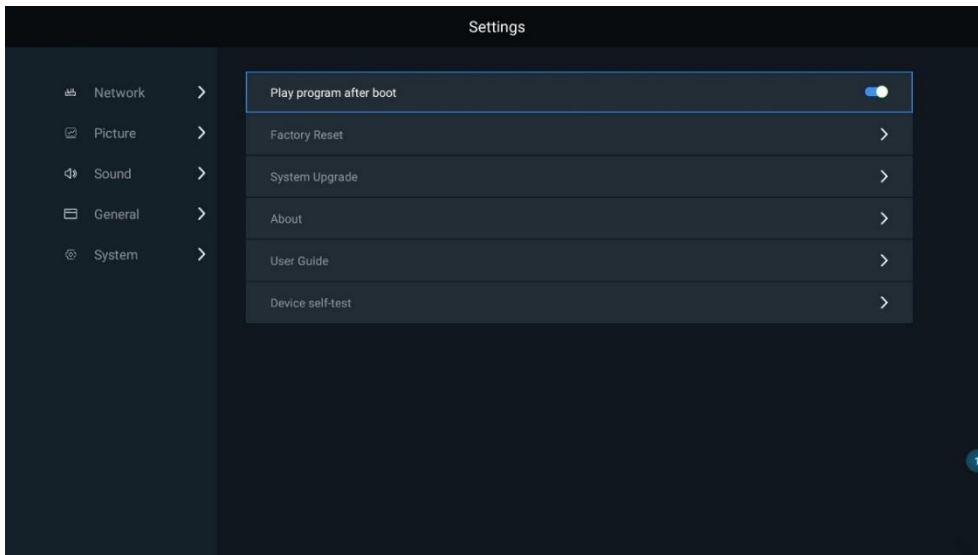 Settings
Network
Picture
Sound
General
System
Play program after boot
Factory Reset
System Upgrade
About
User Guide
Device self-test